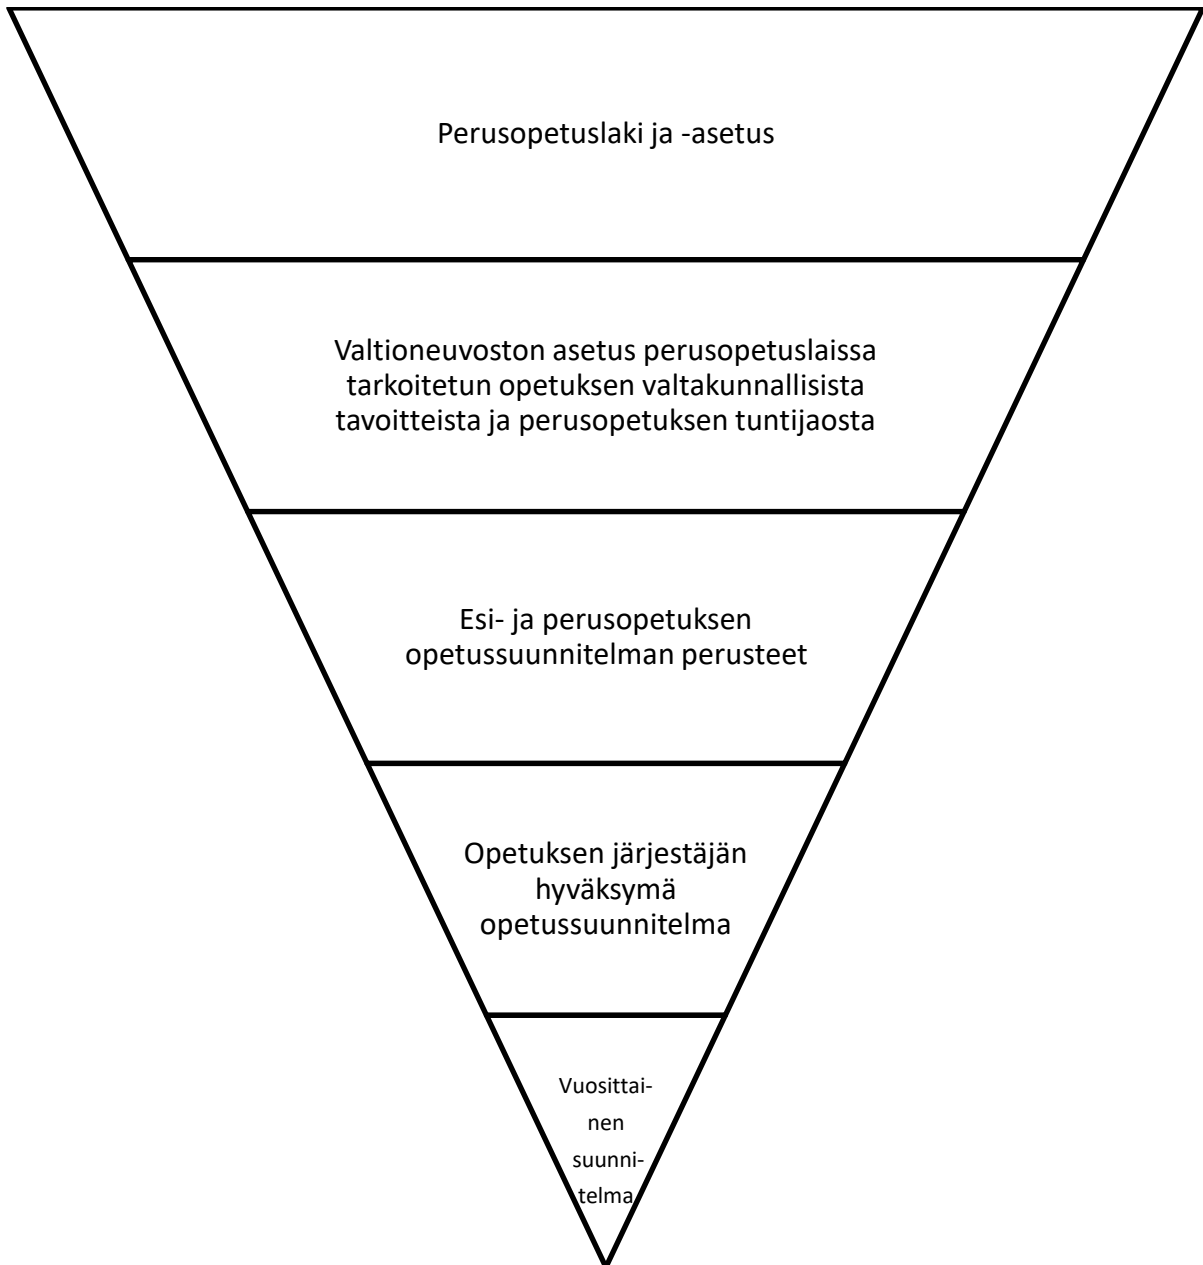 Perusopetuslaki ja -asetus
Valtioneuvoston asetus perusopetuslaissa
tarkoitetun opetuksen valtakunnallisista
tavoitteista ja perusopetuksen tuntijaosta
Esi- ja perusopetuksen
opetussuunnitelman perusteet
Opetuksen järjestäjän
hyväksymä
opetussuunnitelma
Vuosittai-
nen
suunni-
telma